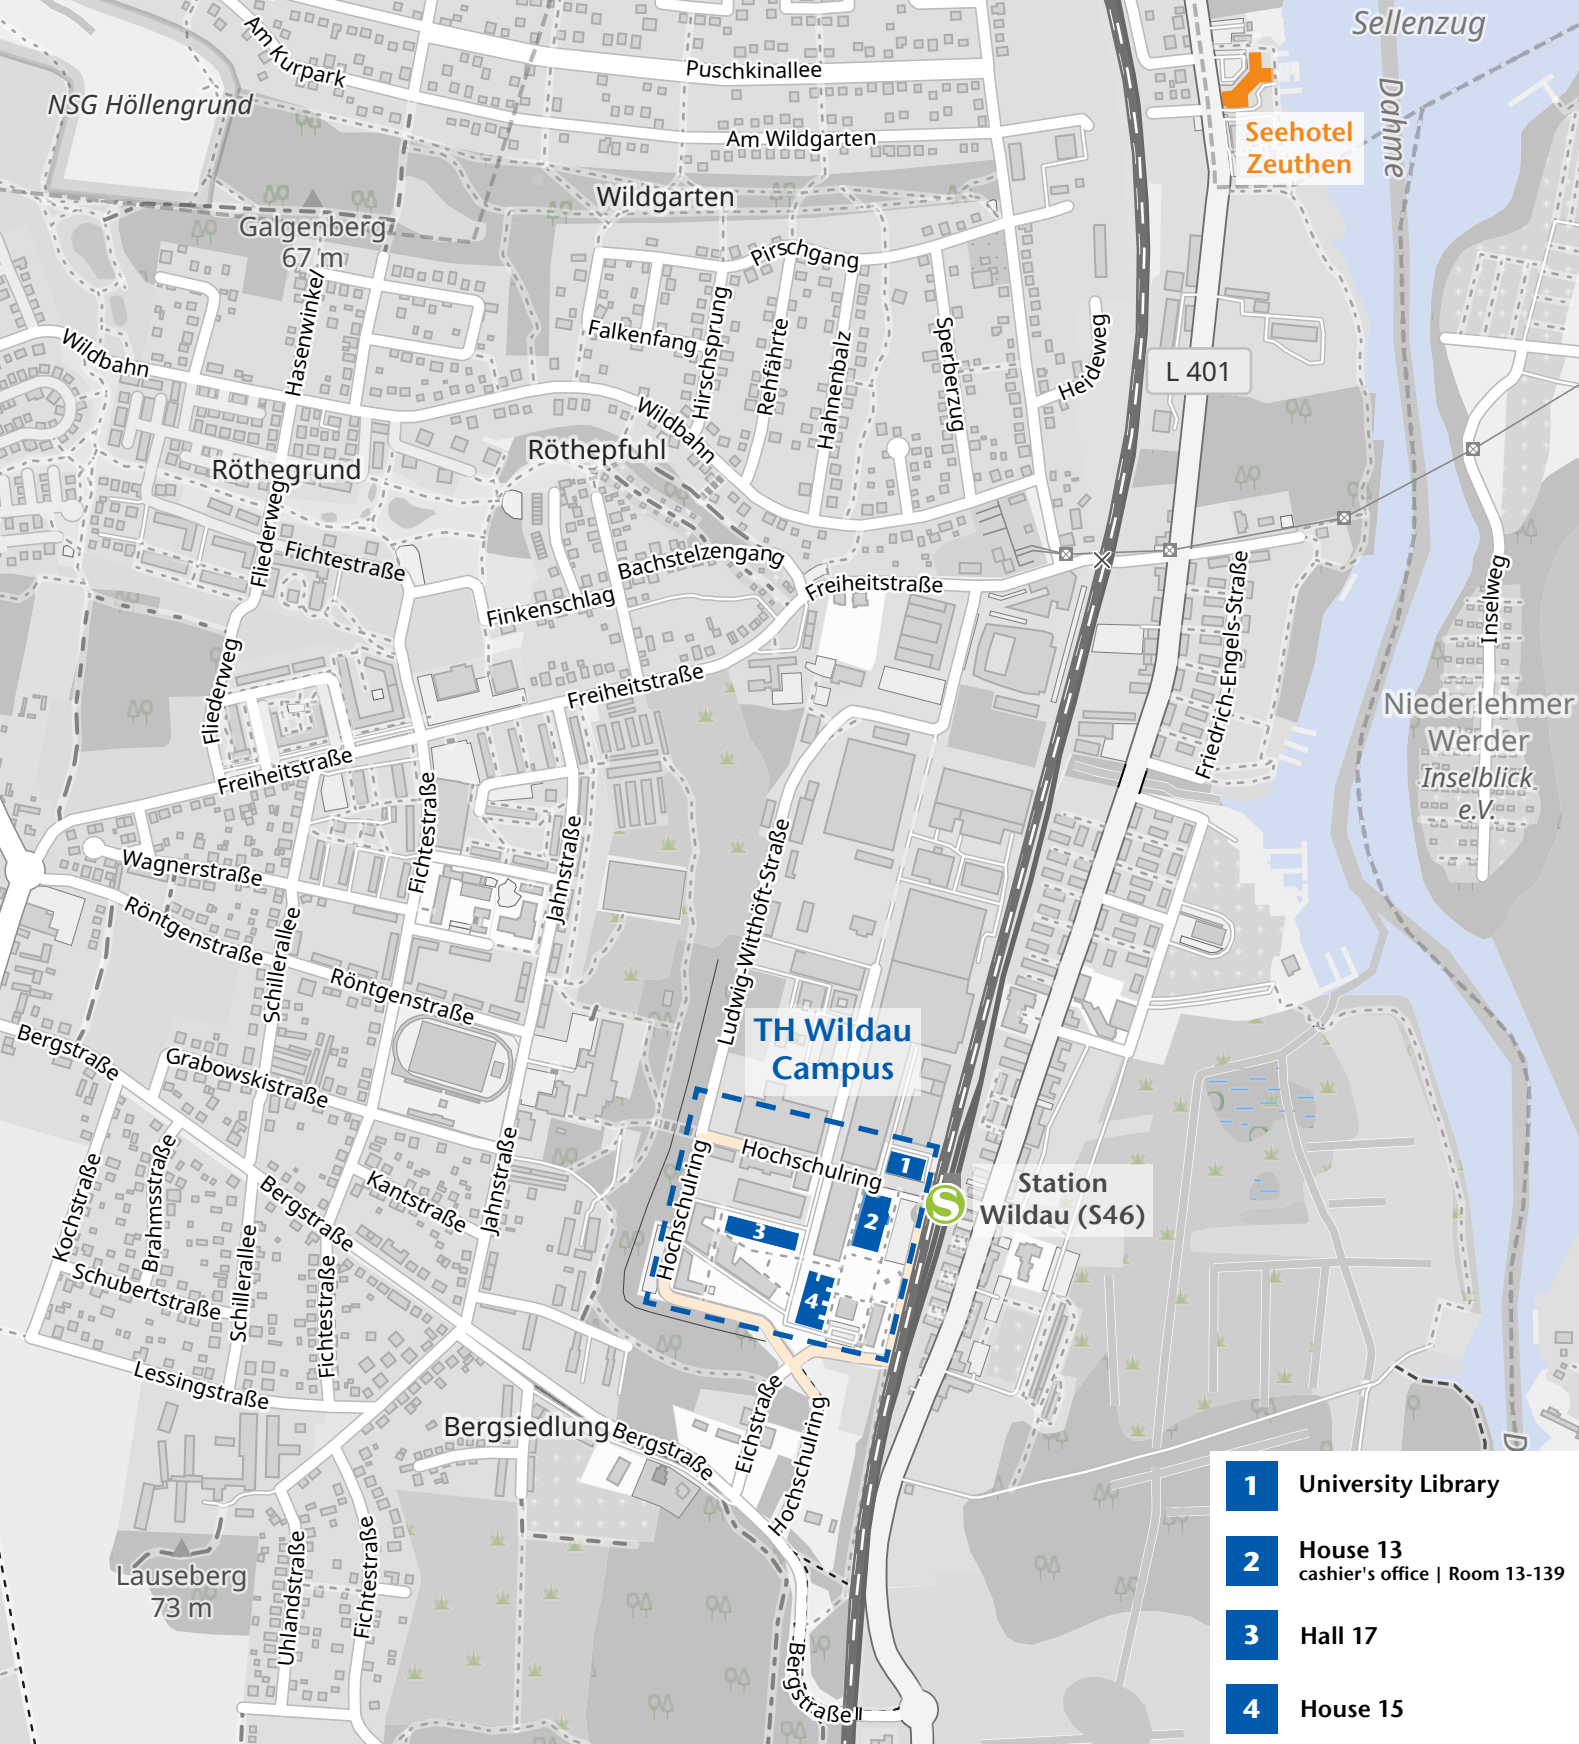 Sellenzug
Am Kurpark
Puschkinallee
NSG Höllengrund
Dahme
Am Wildgarten
Seehotel
Zeuthen
Wildgarten
Galgenberg
67 m
Pirschgang
Hasenwinkel
Falkenfang
Hirschsprung
Rehfährte
Hahnenbalz
Sperberzug
Heideweg
Wildbahn
L 401
Wildbahn
Röthepfuhl
Röthegrund
Fliederweg
Fichtestraße
Bachstelzengang
Freiheitstraße
Finkenschlag
Friedrich-Engels-Straße
Inselweg
Fliederweg
Freiheitstraße
Niederlehmer
Werder
Inselblick
e.V.
Freiheitstraße
Fichtestraße
Jahnstraße
Ludwig-Witthöft-Straße
Wagnerstraße
Röntgenstraße
Schillerallee
Röntgenstraße
TH Wildau
Campus
Bergstraße
Grabowskistraße
Hochschulring
1
Kochstraße
Brahmsstraße
Kantstraße
Jahnstraße
Hochschulring
S
Station
Wildau (S46)
2
3
Bergstraße
Schubertstraße
Schillerallee
Fichtestraße
4
Lessingstraße
Eichstraße
Hochschulring
Bergsiedlung
Bergstraße
D
Lauseberg
73 m
Uhlandstraße
Fichtestraße
Bergstraße
1
University Library
2
House 13
cashier's office | Room 13-139
3
Hall 17
4
House 15